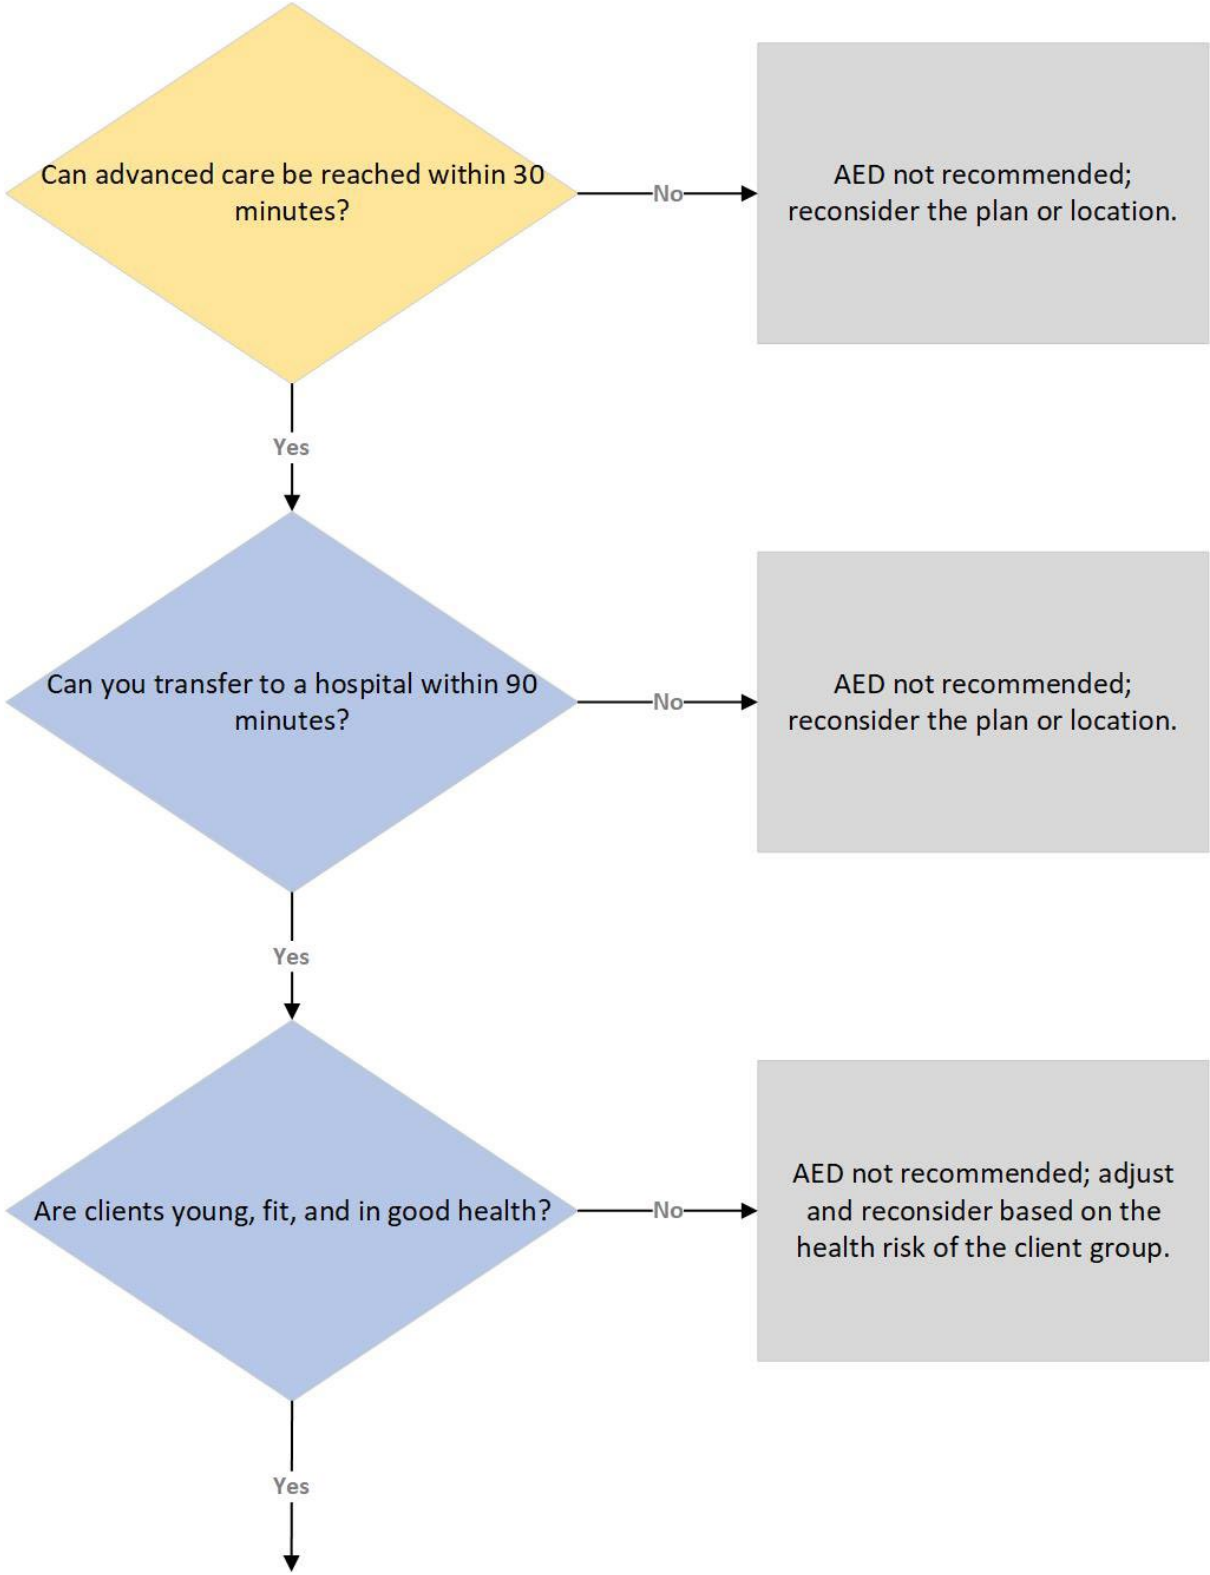 Can advanced care be reached within 30
minutes?
No
AED not recommended;
reconsider the plan or location.
Yes
Can you transfer to a hospital within 90
minutes?
No
AED not recommended;
reconsider the plan or location.
Yes
Are clients young, fit, and in good health?
No
AED not recommended; adjust
and reconsider based on the
health risk of the client group.
Yes